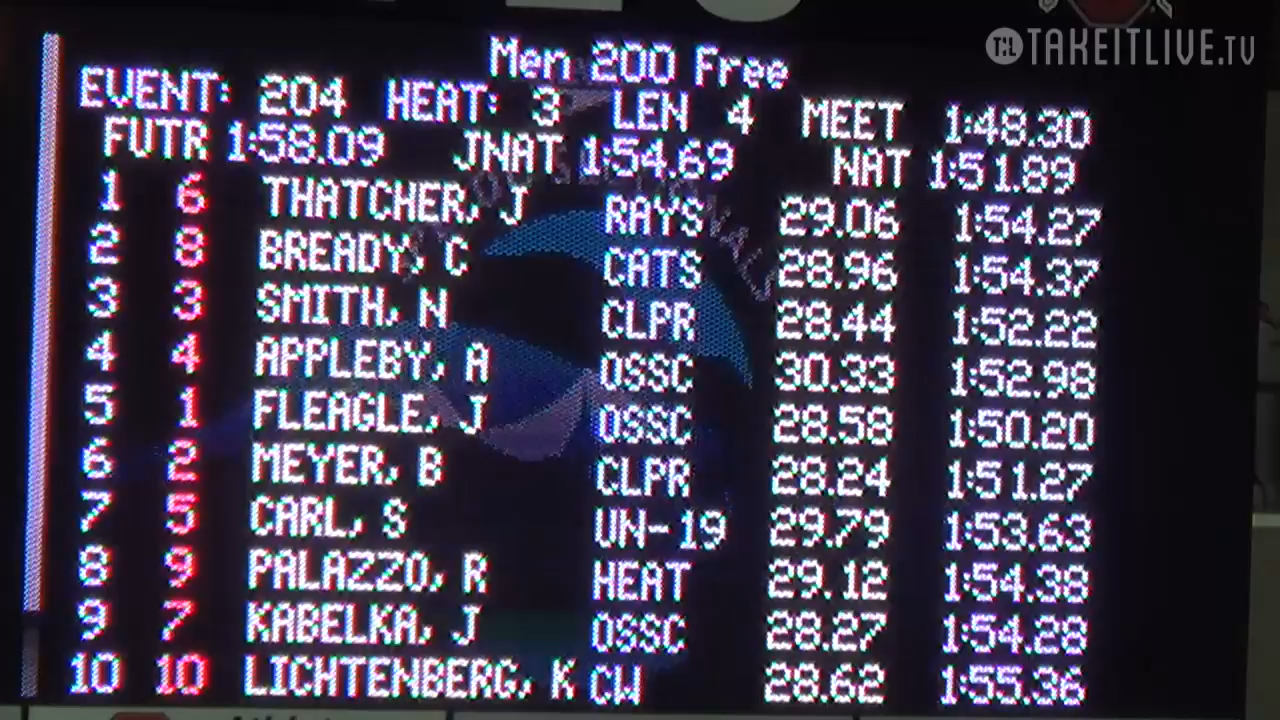 TAKEITLIVE.TV
Men 200 Free
EVENT: 204 HEAT: 3 LEN 4 MEET 1:48.30
FUTR 1:58.09 JNAT 1:54.69 NAT 1:51.89
1 6 THATCHER, J RAYS 29.06 1:54.27
2 8 BREADY, C CATS 28.96 1:54.37
3 3 SMITH, N CLPR 28.44 1:52.22
4 4 APPLEBY, A OSSC 30.33 1:52.98
5 1 FLEAGLE, J OSSC 28.58 1:50.20
6 2 MEYER, B CLPR 28.24 1:51.27
7 5 CARL, S UN-19 29.79 1:53.63
8 9 PALAZZO, R HEAT 29.12 1:54.38
9 7 KABELKA, J OSSC 28.27 1:54.28
10 10 LICHTENBERG, K CW 28.62 1:55.36